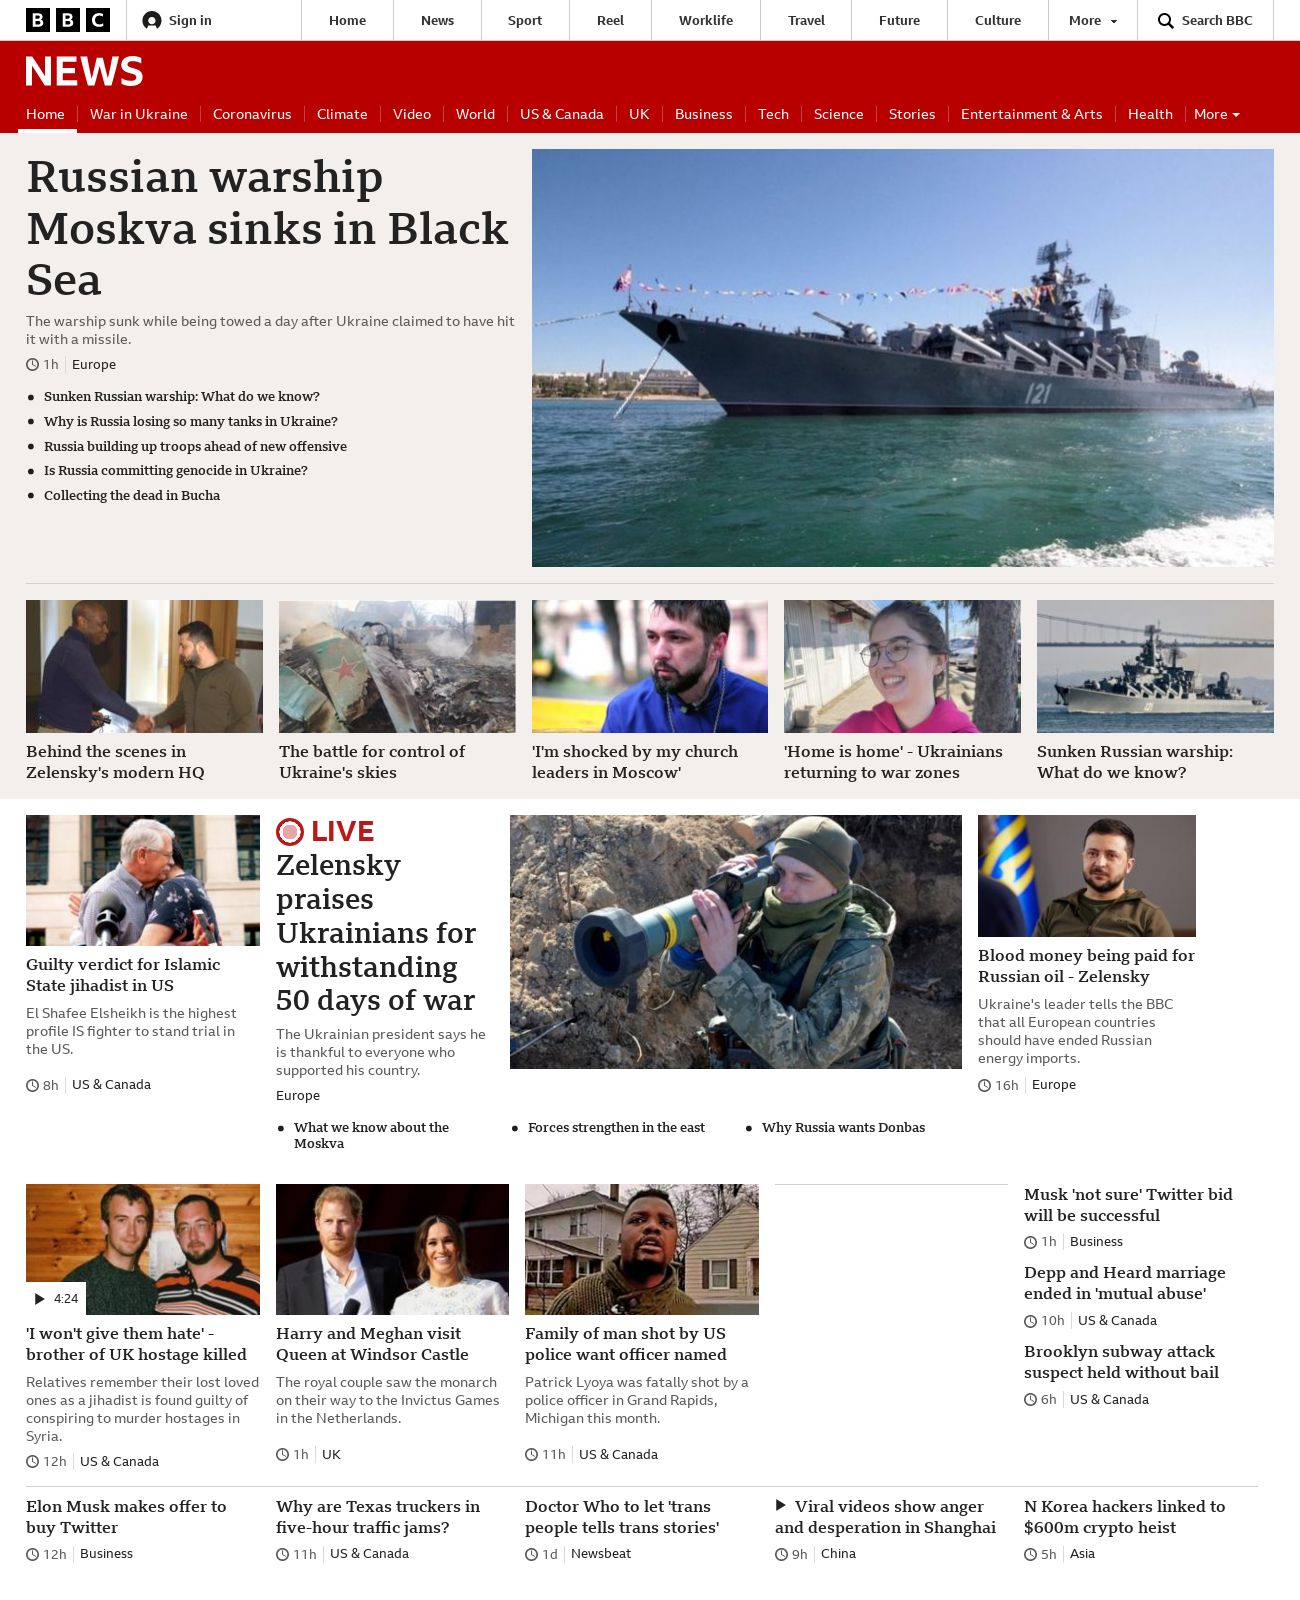 BBC
Sign in
Home
News
Sport
Reel
Worklife
Travel
Future
Culture
More
Search BBC
NEWS
Home
War in Ukraine
Coronavirus
Climate
Video
World
US & Canada
UK
Business
Tech
Science
Stories
Entertainment & Arts
Health
More
Russian warship
Moskva sinks in Black
Sea
The warship sunk while being towed a day after Ukraine claimed to have hit
it with a missile.
1h
Europe
Sunken Russian warship: What do we know?
Why is Russia losing so many tanks in Ukraine?
Russia building up troops ahead of new offensive
Is Russia committing genocide in Ukraine?
Collecting the dead in Bucha
121
Behind the scenes in
Zelensky's modern HQ
The battle for control of
Ukraine's skies
'I'm shocked by my church
leaders in Moscow'
'Home is home' - Ukrainians
returning to war zones
121
Sunken Russian warship:
What do we know?
Guilty verdict for Islamic
State jihadist in US
El Shafee Elsheikh is the highest
profile IS fighter to stand trial in
the US.
8h
US & Canada
LIVE
Zelensky
praises
Ukrainians for
withstanding
50 days of war
The Ukrainian president says he
is thankful to everyone who
supported his country.
Europe
What we know about the
Moskva
Forces strengthen in the east
Why Russia wants Donbas
Blood money being paid for
Russian oil - Zelensky
Ukraine's leader tells the BBC
that all European countries
should have ended Russian
energy imports.
16h
Europe
4:24
'I won't give them hate' -
brother of UK hostage killed
Relatives remember their lost loved
ones as a jihadist is found guilty of
conspiring to murder hostages in
Syria.
12h
US & Canada
Harry and Meghan visit
Queen at Windsor Castle
The royal couple saw the monarch
on their way to the Invictus Games
in the Netherlands.
1h
UK
Family of man shot by US
police want officer named
Patrick Lyoya was fatally shot by a
police officer in Grand Rapids,
Michigan this month.
11h
US & Canada
Musk 'not sure' Twitter bid
will be successful
1h
Business
Depp and Heard marriage
ended in 'mutual abuse'
10h
US & Canada
Brooklyn subway attack
suspect held without bail
6h
US & Canada
Elon Musk makes offer to
buy Twitter
12h
Business
Why are Texas truckers in
five-hour traffic jams?
11h
US & Canada
Doctor Who to let 'trans
people tells trans stories'
1d
Newsbeat
Viral videos show anger
and desperation in Shanghai
9h
China
N Korea hackers linked to
$600m crypto heist
5h
Asia